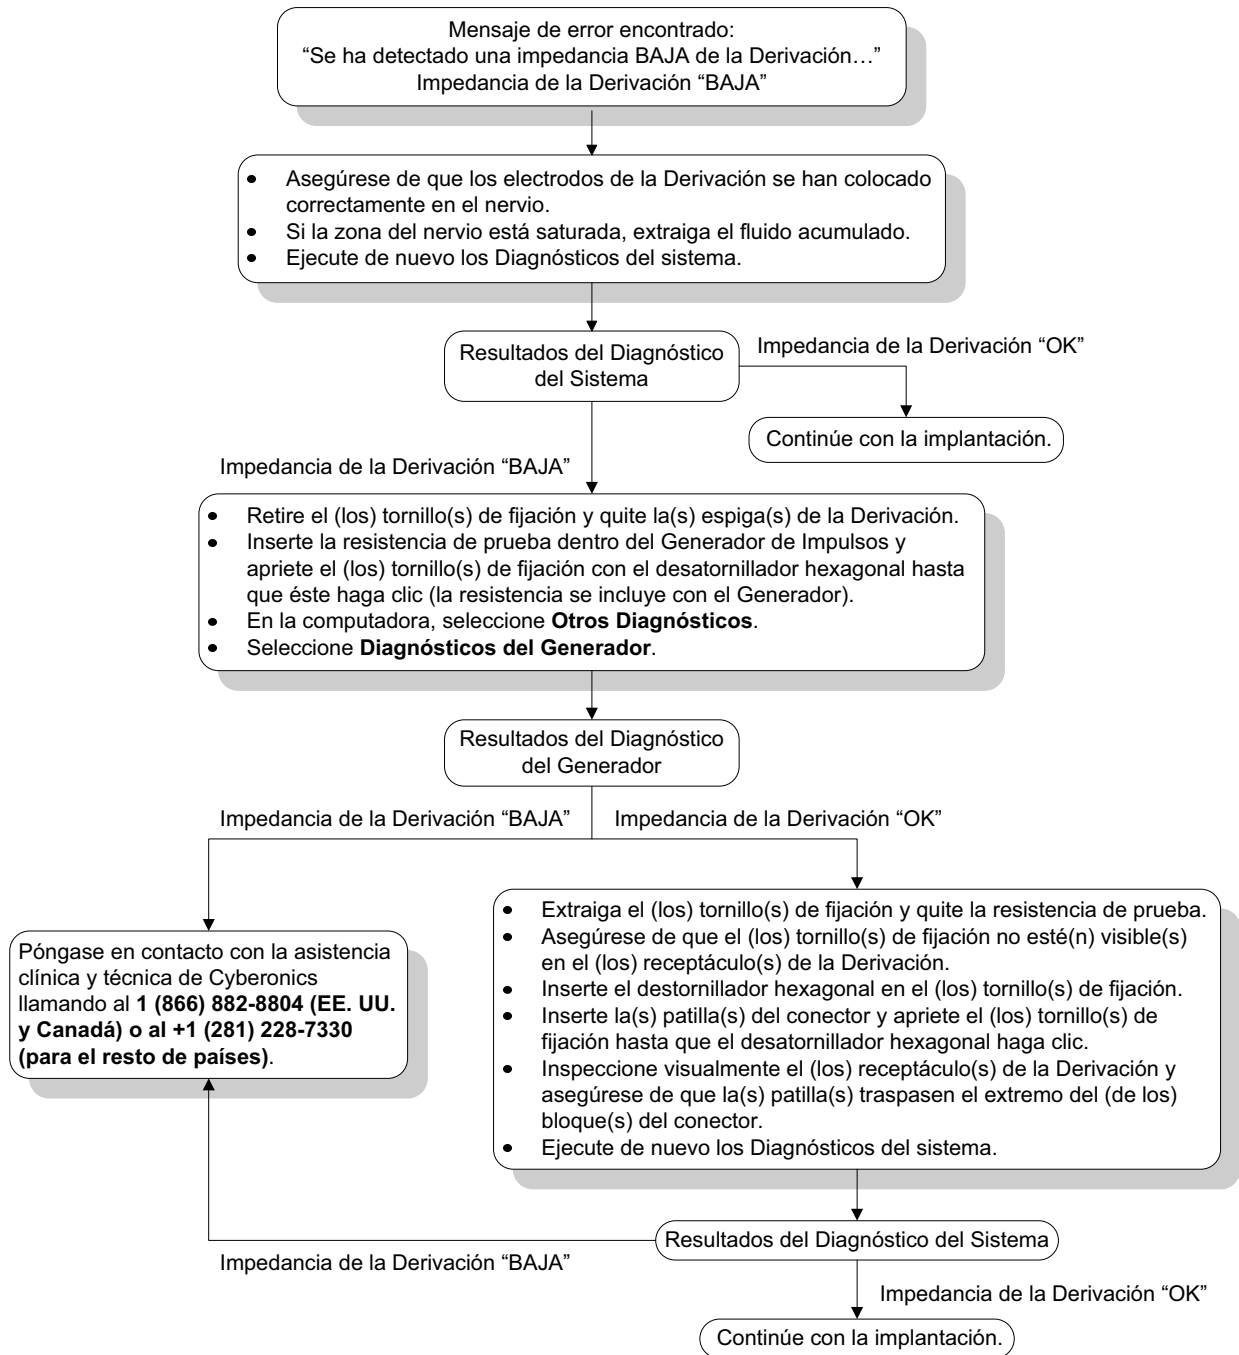 Mensaje de error encontrado:
“Se ha detectado una impedancia BAJA de la Derivación…”
Impedancia de la Derivación “BAJA”
• Asegúrese de que los electrodos de la Derivación se han colocado
correctamente en el nervio.
• Si la zona del nervio está saturada, extraiga el fluido acumulado.
• Ejecute de nuevo los Diagnósticos del sistema.
Resultados del Diagnóstico
del Sistema
Impedancia de la Derivación “OK”
Continúe con la implantación.
Impedancia de la Derivación “BAJA”
• Retire el (los) tornillo(s) de fijación y quite la(s) espiga(s) de la Derivación.
• Inserte la resistencia de prueba dentro del Generador de Impulsos y
apriete el (los) tornillo(s) de fijación con el desatornillador hexagonal hasta
que éste haga clic (la resistencia se incluye con el Generador).
• En la computadora, seleccione Otros Diagnósticos.
• Seleccione Diagnósticos del Generador.
Resultados del Diagnóstico
del Generador
Impedancia de la Derivación “BAJA”
Impedancia de la Derivación “OK”
Póngase en contacto con la asistencia
clínica y técnica de Cyberonics
llamando al 1 (866) 882-8804 (EE. UU.
y Canadá) o al +1 (281) 228-7330
(para el resto de países).
• Extraiga el (los) tornillo(s) de fijación y quite la resistencia de prueba.
• Asegúrese de que el (los) tornillo(s) de fijación no esté(n) visible(s)
en el (los) receptáculo(s) de la Derivación.
• Inserte el destornillador hexagonal en el (los) tornillo(s) de fijación.
• Inserte la(s) patilla(s) del conector y apriete el (los) tornillo(s) de
fijación hasta que el desatornillador hexagonal haga clic.
• Inspeccione visualmente el (los) receptáculo(s) de la Derivación y
asegúrese de que la(s) patilla(s) traspasen el extremo del (de los)
bloque(s) del conector.
• Ejecute de nuevo los Diagnósticos del sistema.
Resultados del Diagnóstico del Sistema
Impedancia de la Derivación “BAJA”
Impedancia de la Derivación “OK”
Continúe con la implantación.